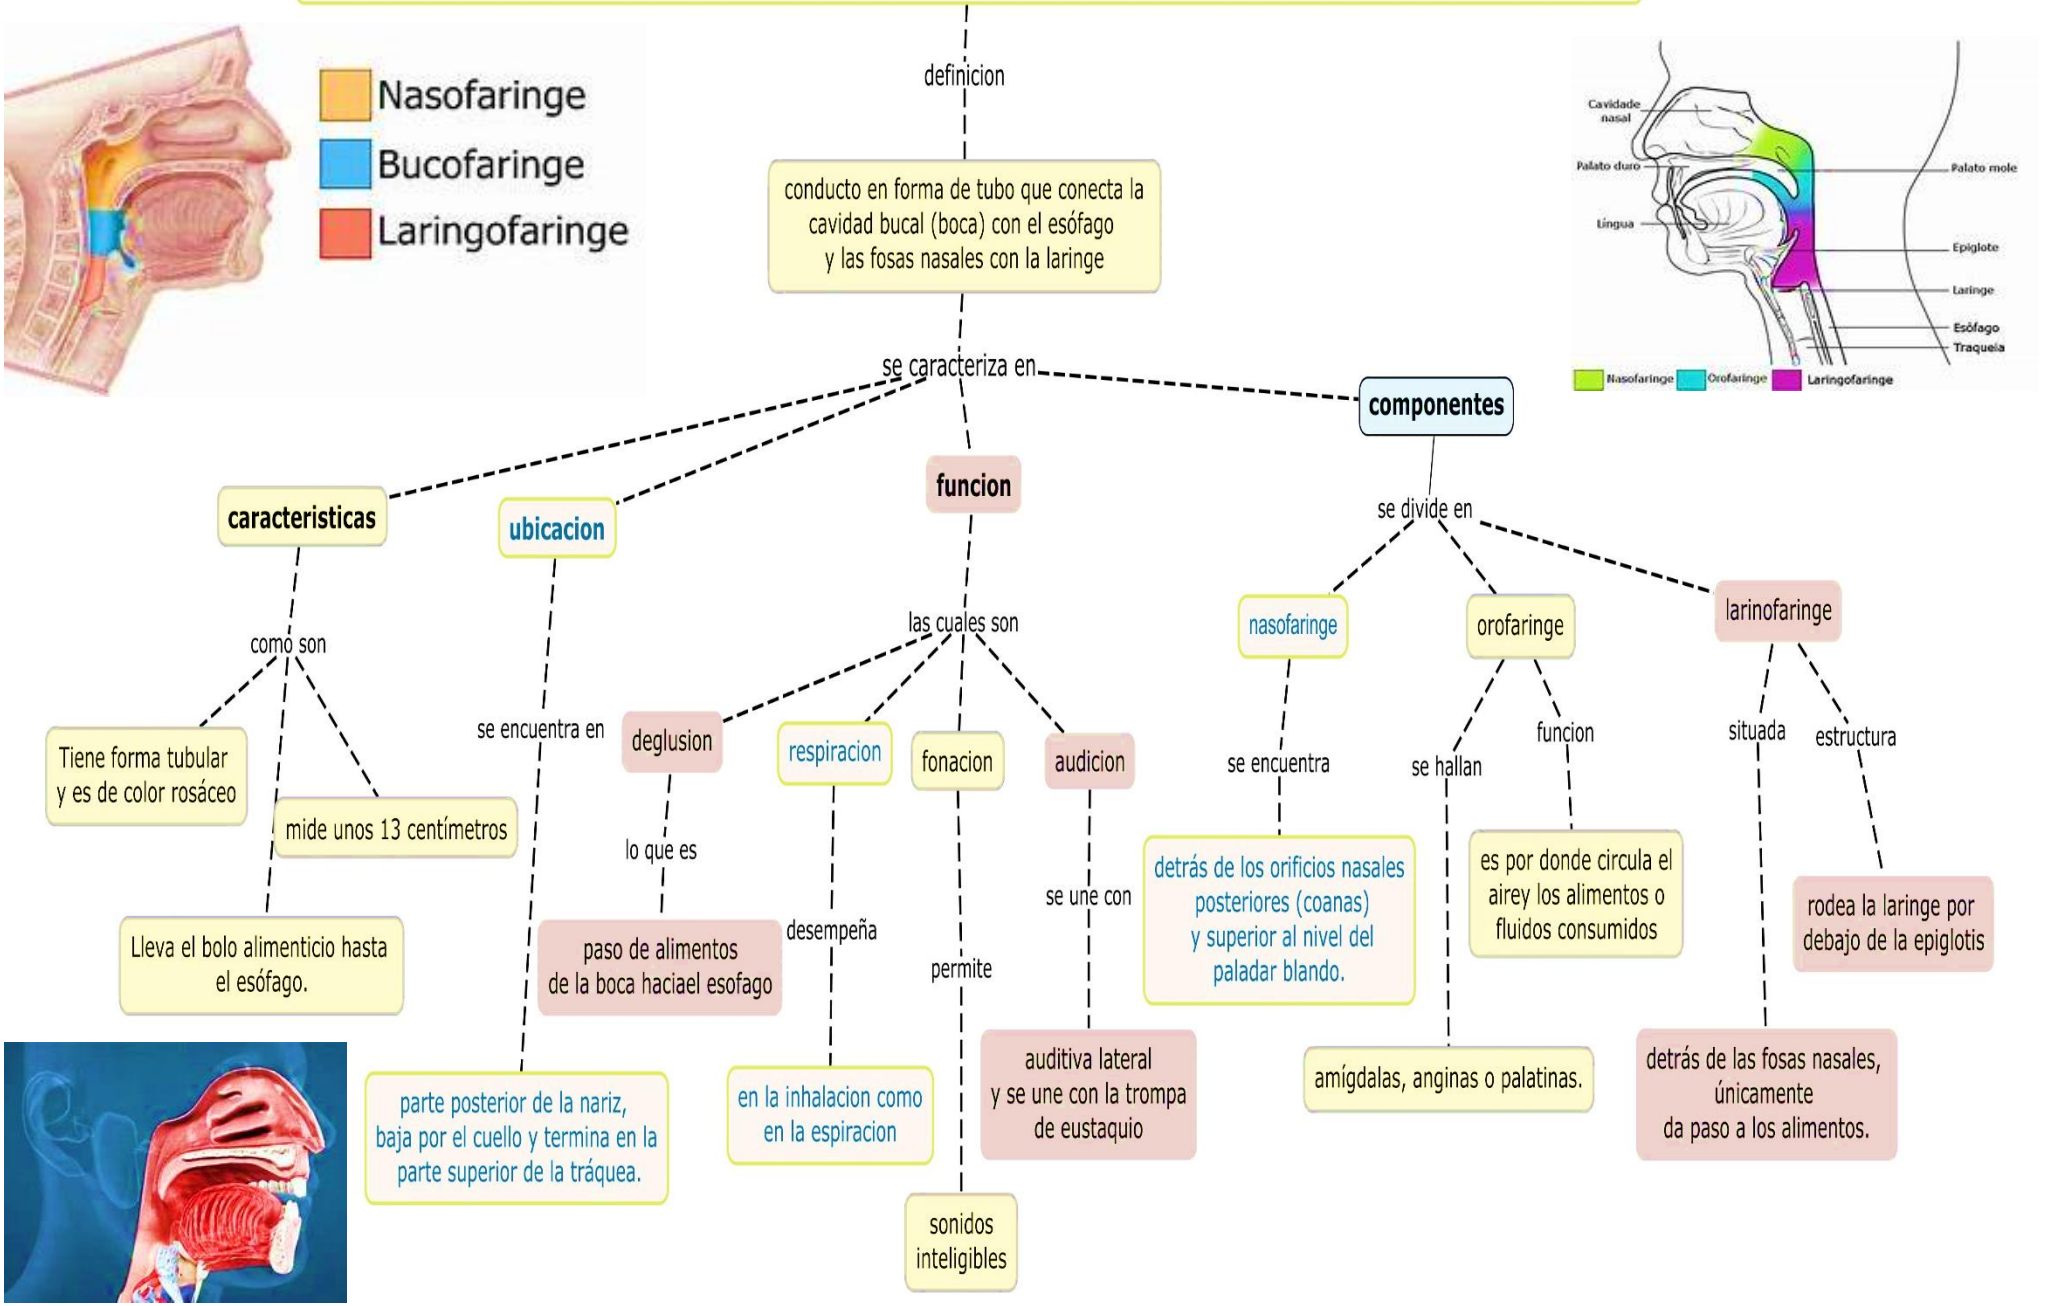 definicion
Nasofaringe
Bucofaringe
Laringofaringe
conducto en forma de tubo que conecta la
cavidad bucal (boca) con el esófago
y las fosas nasales con la laringe
Cavidade
nasal
Palato duro
Palato mole
Língua
Epiglote
Laringe
Esôfago
Traqueia
Nasofaringe
Orofaringe
Laringofaringe
se caracteriza en
componentes
caracteristicas
ubicacion
funcion
se divide en
como son
las cuales son
nasofaringe
orofaringe
larinofaringe
Tiene forma tubular
y es de color rosáceo
mide unos 13 centímetros
Lleva el bolo alimenticio hasta
el esófago.
se encuentra en
parte posterior de la nariz,
baja por el cuello y termina en la
parte superior de la tráquea.
deglusion
respiracion
fonacion
audicion
lo que es
paso de alimentos
de la boca haciael esofago
desempeña
en la inhalacion como
en la espiracion
permite
sonidos
inteligibles
se une con
auditiva lateral
y se une con la trompa
de eustaquio
se encuentra
detrás de los orificios nasales
posteriores (coanas)
y superior al nivel del
paladar blando.
se hallan
amígdalas, anginas o palatinas.
funcion
es por donde circula el
airey los alimentos o
fluidos consumidos
situada
detrás de las fosas nasales,
únicamente
da paso a los alimentos.
estructura
rodea la laringe por
debajo de la epiglotis